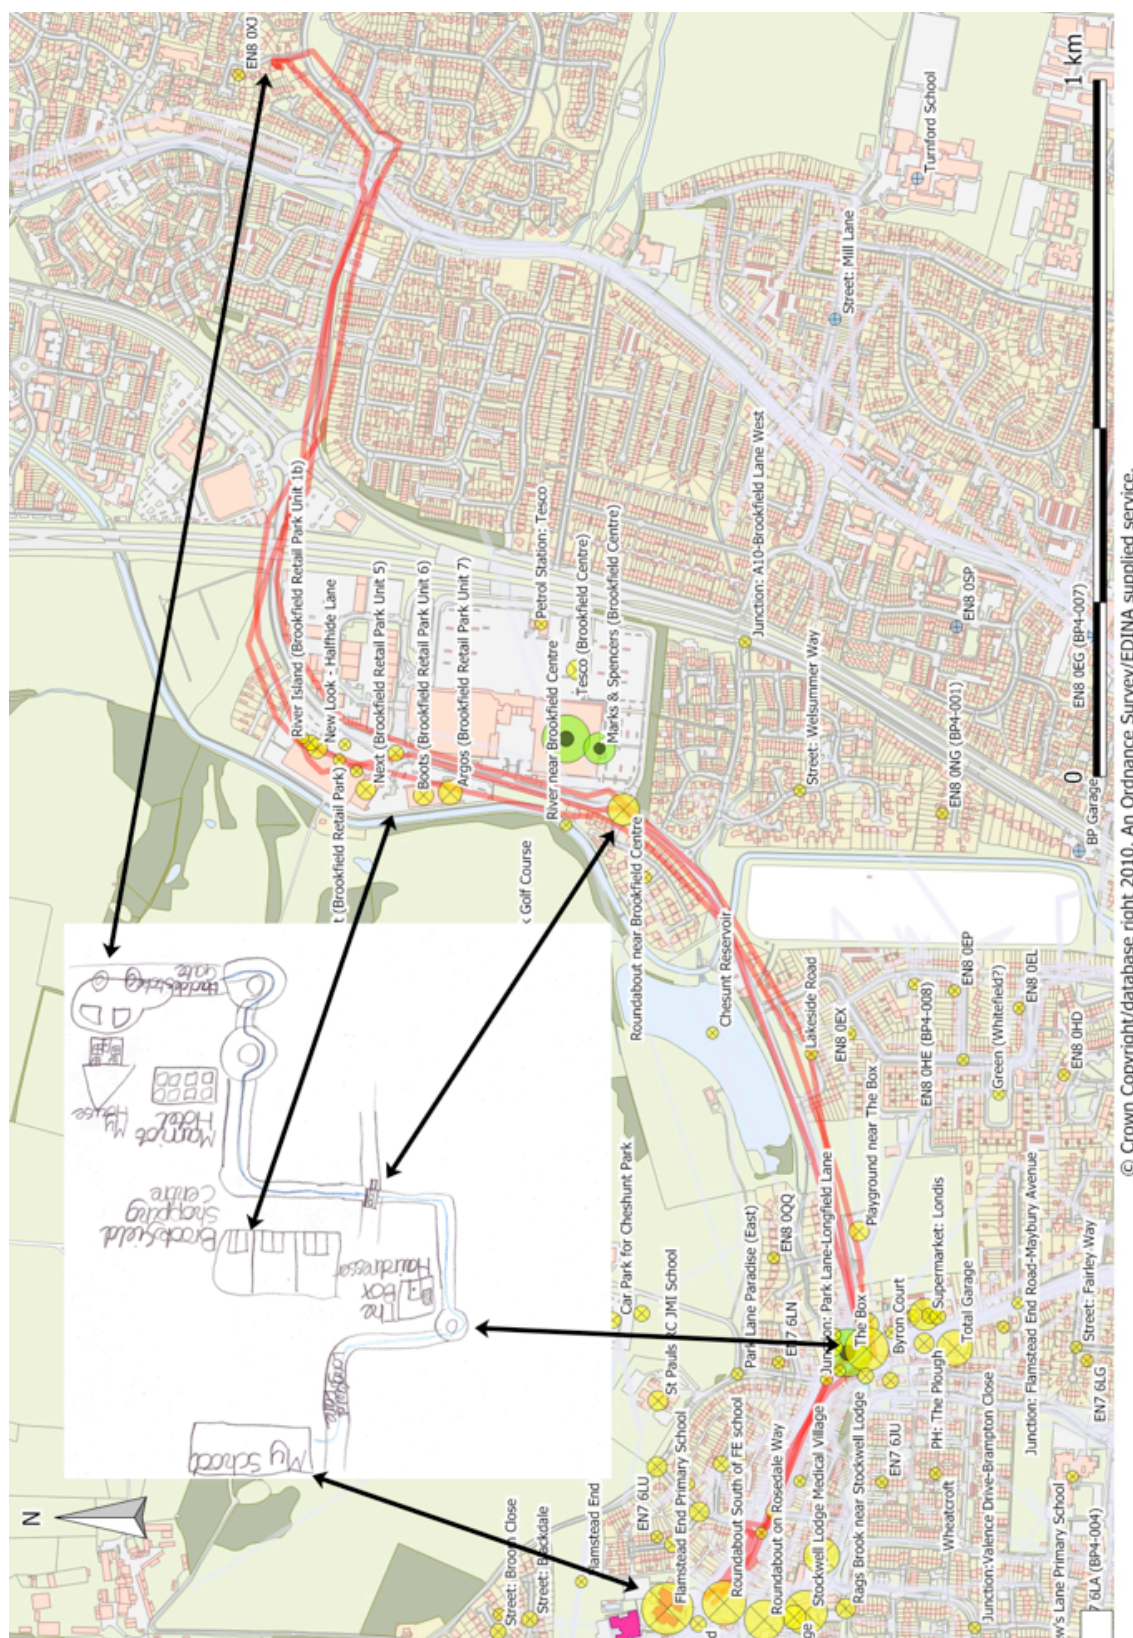 N
EN8 0XJ
Turnford School
Street: Mill Lane
1 km
0
River Island (Brookfield Retail Park Unit 1b)
New Look - Halfhide Lane
t (Brookfield Retail Park)
Next (Brookfield Retail Park Unit 5)
Boots (Brookfield Retail Park Unit 6)
Argos (Brookfield Retail Park Unit 7)
Petrol Station: Tesco
River near Brookfield Centre
Tesco (Brookfield Centre)
Marks & Spencers (Brookfield Centre)
Junction: A10-Brookfield Lane West
Street: Welsummer Way
EN8 0SP
EN8 0NG (BP4-001)
EN8 0EG (BP4-007)
BP Garage
Golf Course
Roundabout near Brookfield Centre
Chesunt Reservoir
Lakeside Road
EN8 0EX
EN8 0EP
EN8 0HE (BP4-008)
EN8 0EL
Green (Whitefield?)
EN8 0HD
Car Park for Cheshunt Park
St Pauls RC JMI School
Park Lane Paradise (East)
EN8 0QQ
EN7 6LN
Junction: Park Lane-Longfield Lane
Playground near The Box
The Box
Byron Court
Supermarket: Londis
Total Garage
PH: The Plough
Junction: Flamstead End Road-Maybury Avenue
Street: Fairley Way
EN7 6LG
Street: Broom Close
Street: Blackdale
Flamstead End
EN7 6LU
Flamstead End Primary School
Roundabout South of FE school
Roundabout on Rosedale Way
Stockwell Lodge Medical Village
Rags Brook near Stockwell Lodge
EN7 6JU
Wheatcroft
Junction:Valence Drive-Brampton Close
w's Lane Primary School
7 6LA (BP4-004)
My School
Longfield Lane
The Box
Hairdresser
Brookfield Shopping Centre
Marriot Hotel
My House
© Crown Copyright/database right 2010. An Ordnance Survey/EDINA supplied service.